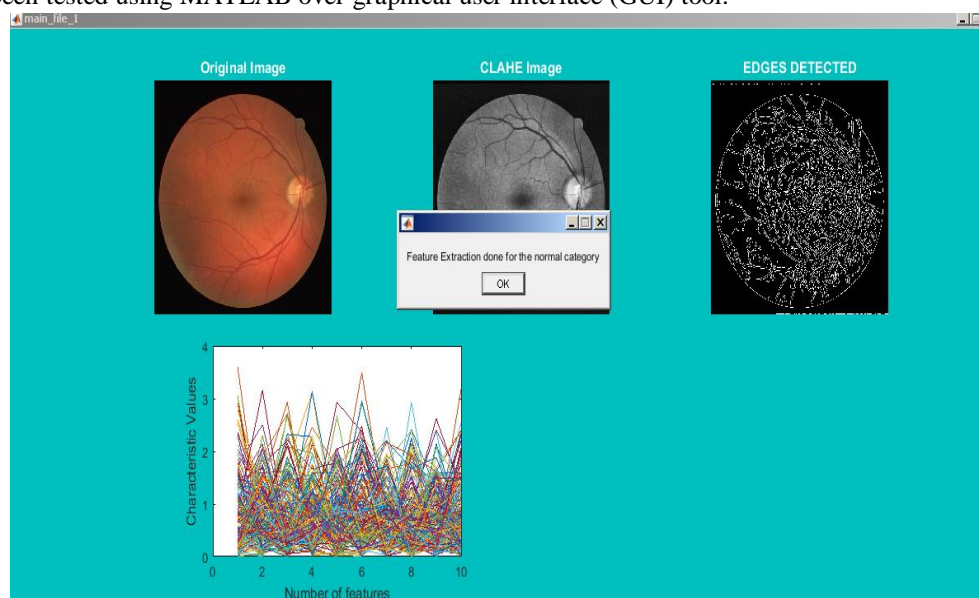 been tested using MATLAB over graphical user interface (GUI) tool.
main_file_1
Original Image
CLAHE Image
EDGES DETECTED
Feature Extraction done for the normal category
OK
4
3
2
1
0
Characteristic Values
0 2 4 6 8 10
Number of features